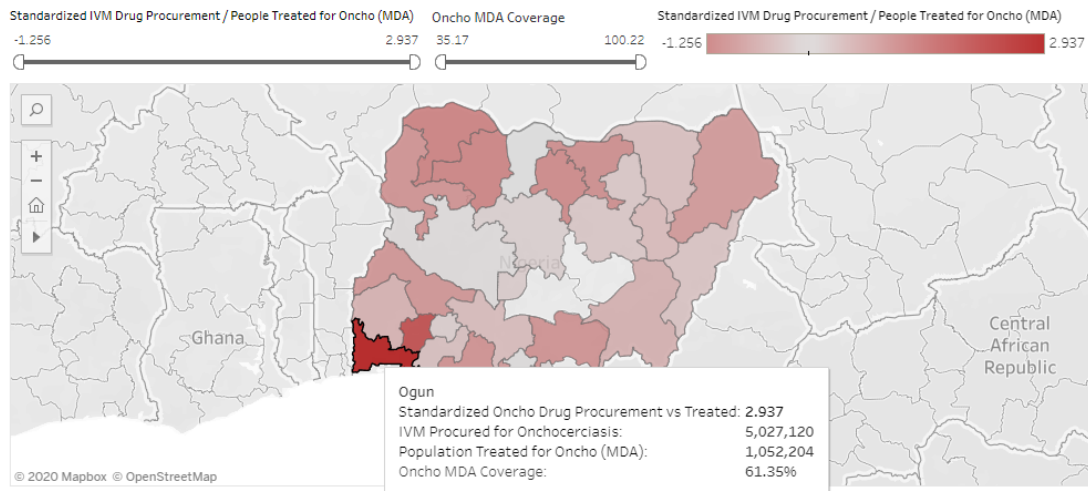 Standardized IVM Drug Procurement / People Treated for Oncho (MDA)
-1.256
2.937
Oncho MDA Coverage
35.17
100.22
Standardized IVM Drug Procurement / People Treated for Oncho (MDA)
-1.256
2.937
Nigeria
Ghana
Central
African
Republic
Ogun
Standardized Oncho Drug Procurement vs Treated: 2.937
IVM Procured for Onchocerciasis: 5,027,120
Population Treated for Oncho (MDA): 1,052,204
Oncho MDA Coverage: 61.35%
© 2020 Mapbox © OpenStreetMap